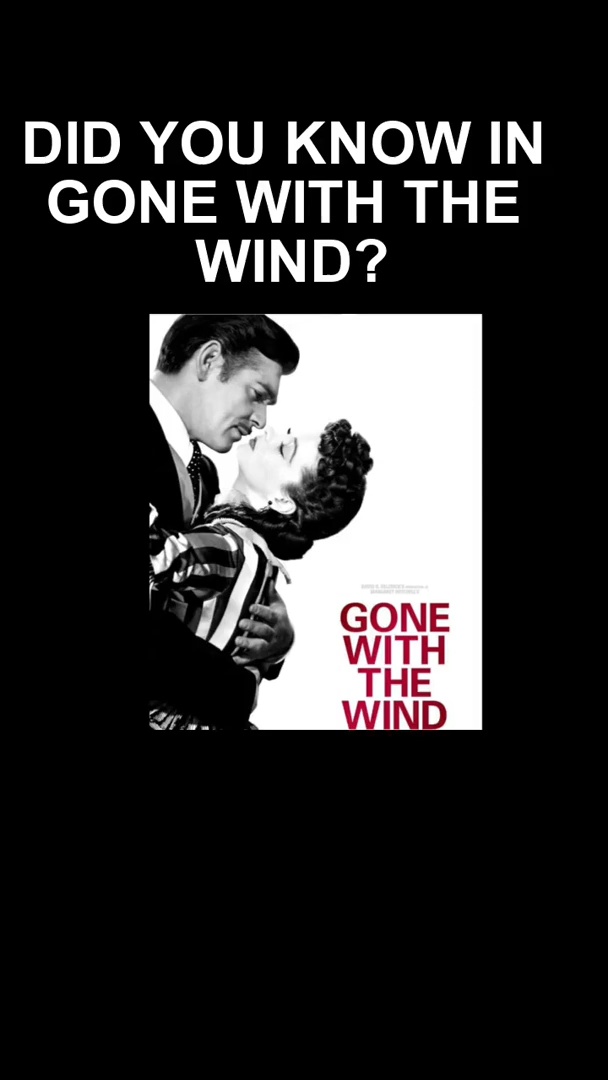 DID YOU KNOW IN
GONE WITH THE
WIND?
GONE
WITH
THE
WIND